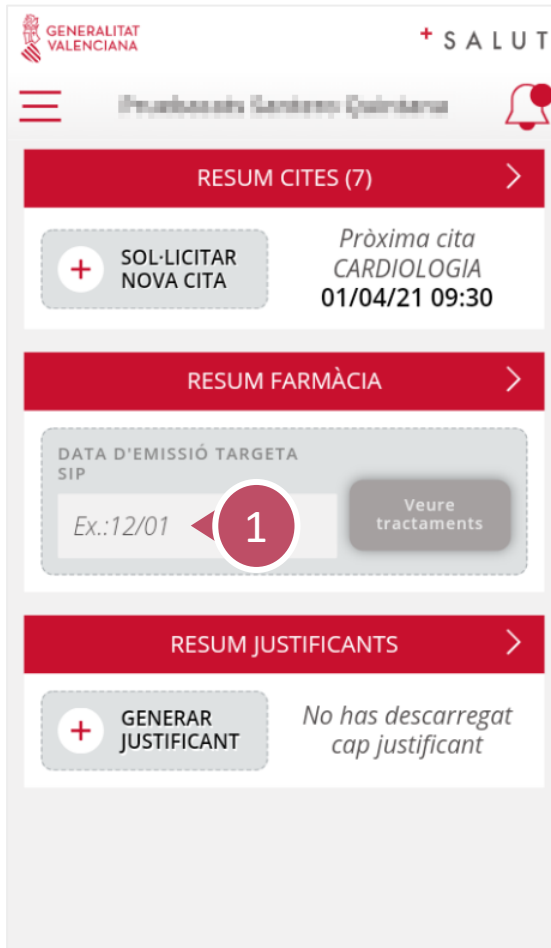 GENERALITAT
VALENCIANA
+ SALUT
RESUM CITES (7)
+ SOL·LICITAR
NOVA CITA
Pròxima cita
CARDIOLOGIA
01/04/21 09:30
RESUM FARMÀCIA
DATA D'EMISSIÓ TARGETA
SIP
Ex.:12/01
1
Veure
tractaments
RESUM JUSTIFICANTS
+ GENERAR
JUSTIFICANT
No has descarregat
cap justificant